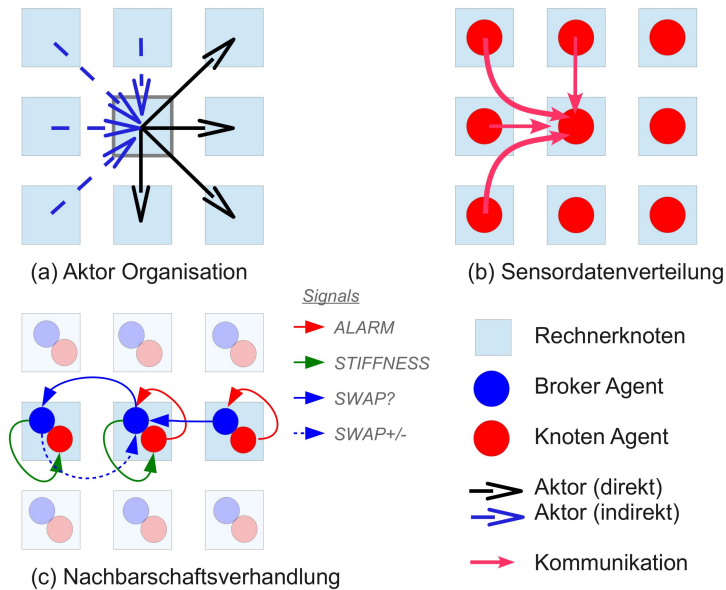 (a) Aktor Organisation
(b) Sensordatenverteilung
Signals
ALARM
STIFFNESS
SWAP?
SWAP+/-
(c) Nachbarschaftsverhandlung
Rechnerknoten
Broker Agent
Knoten Agent
Aktor (direkt)
Aktor (indirekt)
Kommunikation